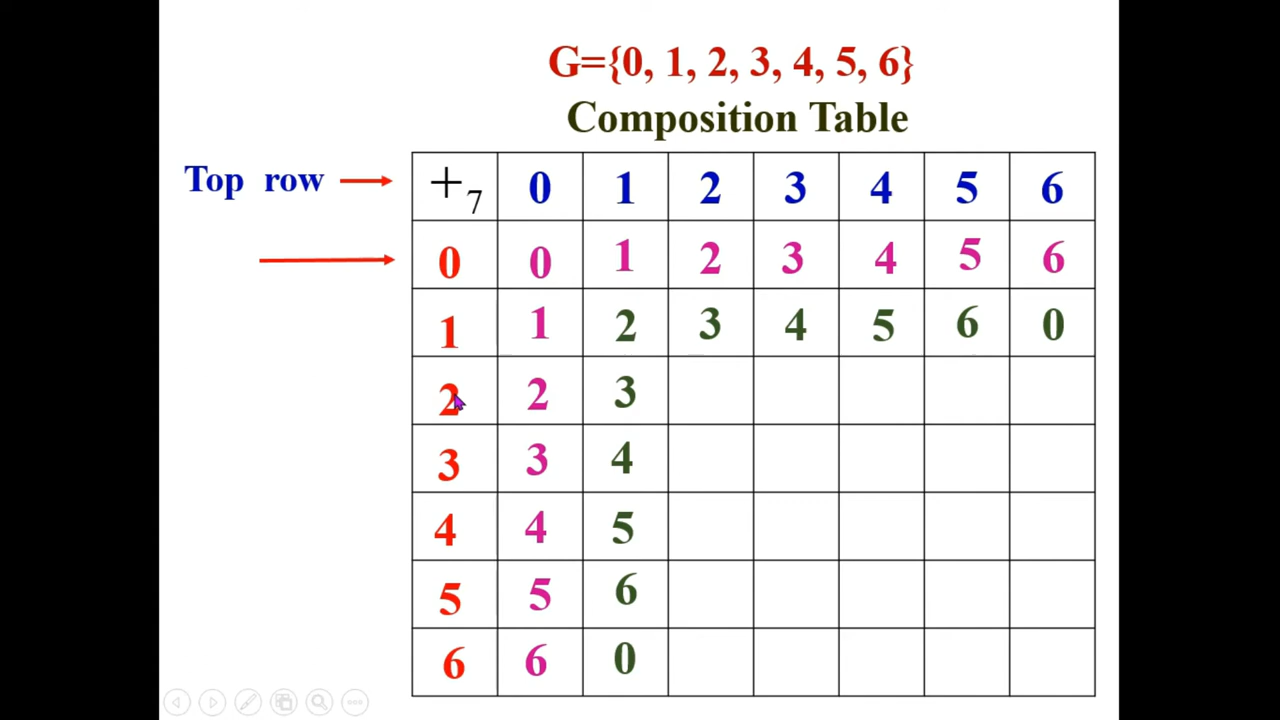 G={0, 1, 2, 3, 4, 5, 6}
Composition Table
Top row
+7 0 1 2 3 4 5 6
0 0 1 2 3 4 5 6
1 1 2 3 4 5 6 0
2 2 3
3 3 4
4 4 5
5 5 6
6 6 0